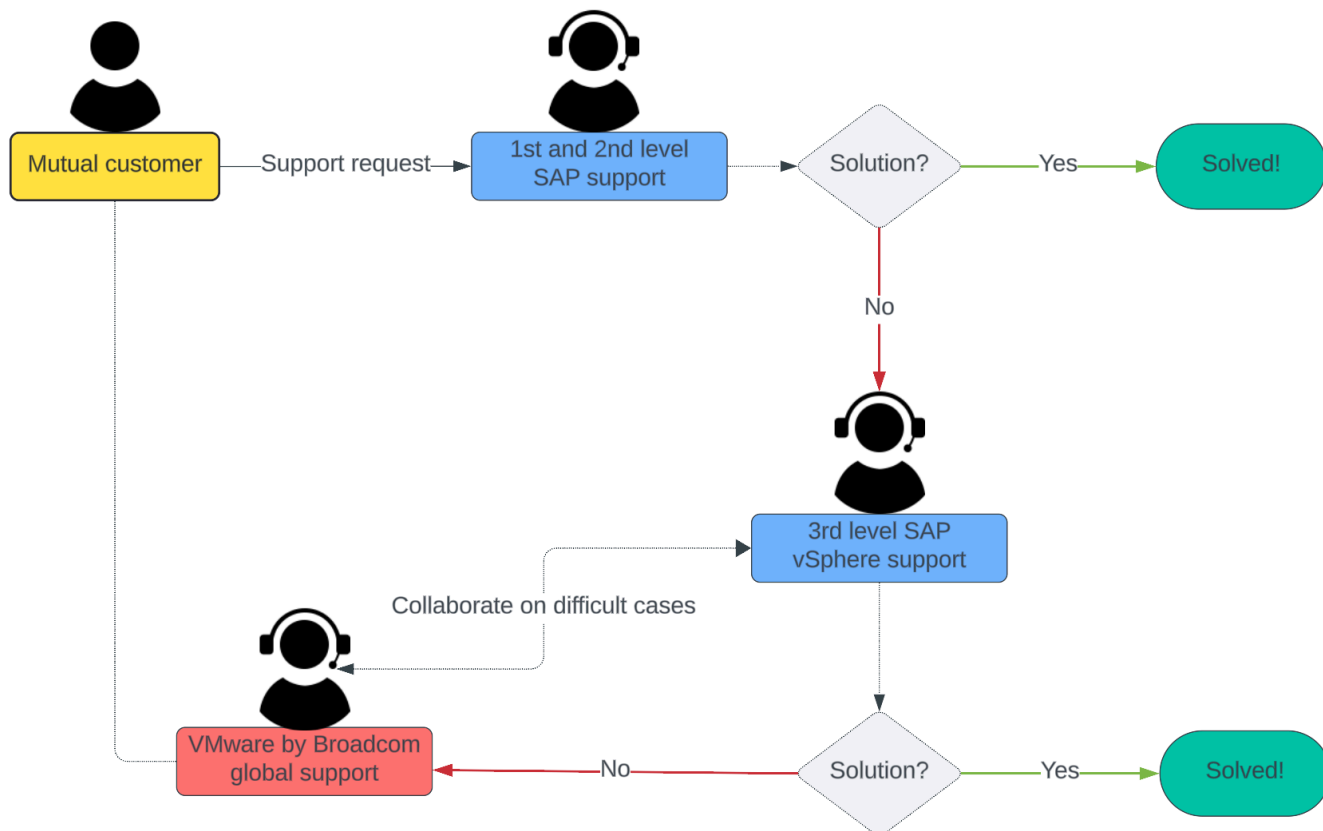 Mutual customer
Support request
1st and 2nd level
SAP support
Solution?
Yes
Solved!
No
3rd level SAP
vSphere support
Collaborate on difficult cases
VMware by Broadcom
global support
No
Solution?
Yes
Solved!